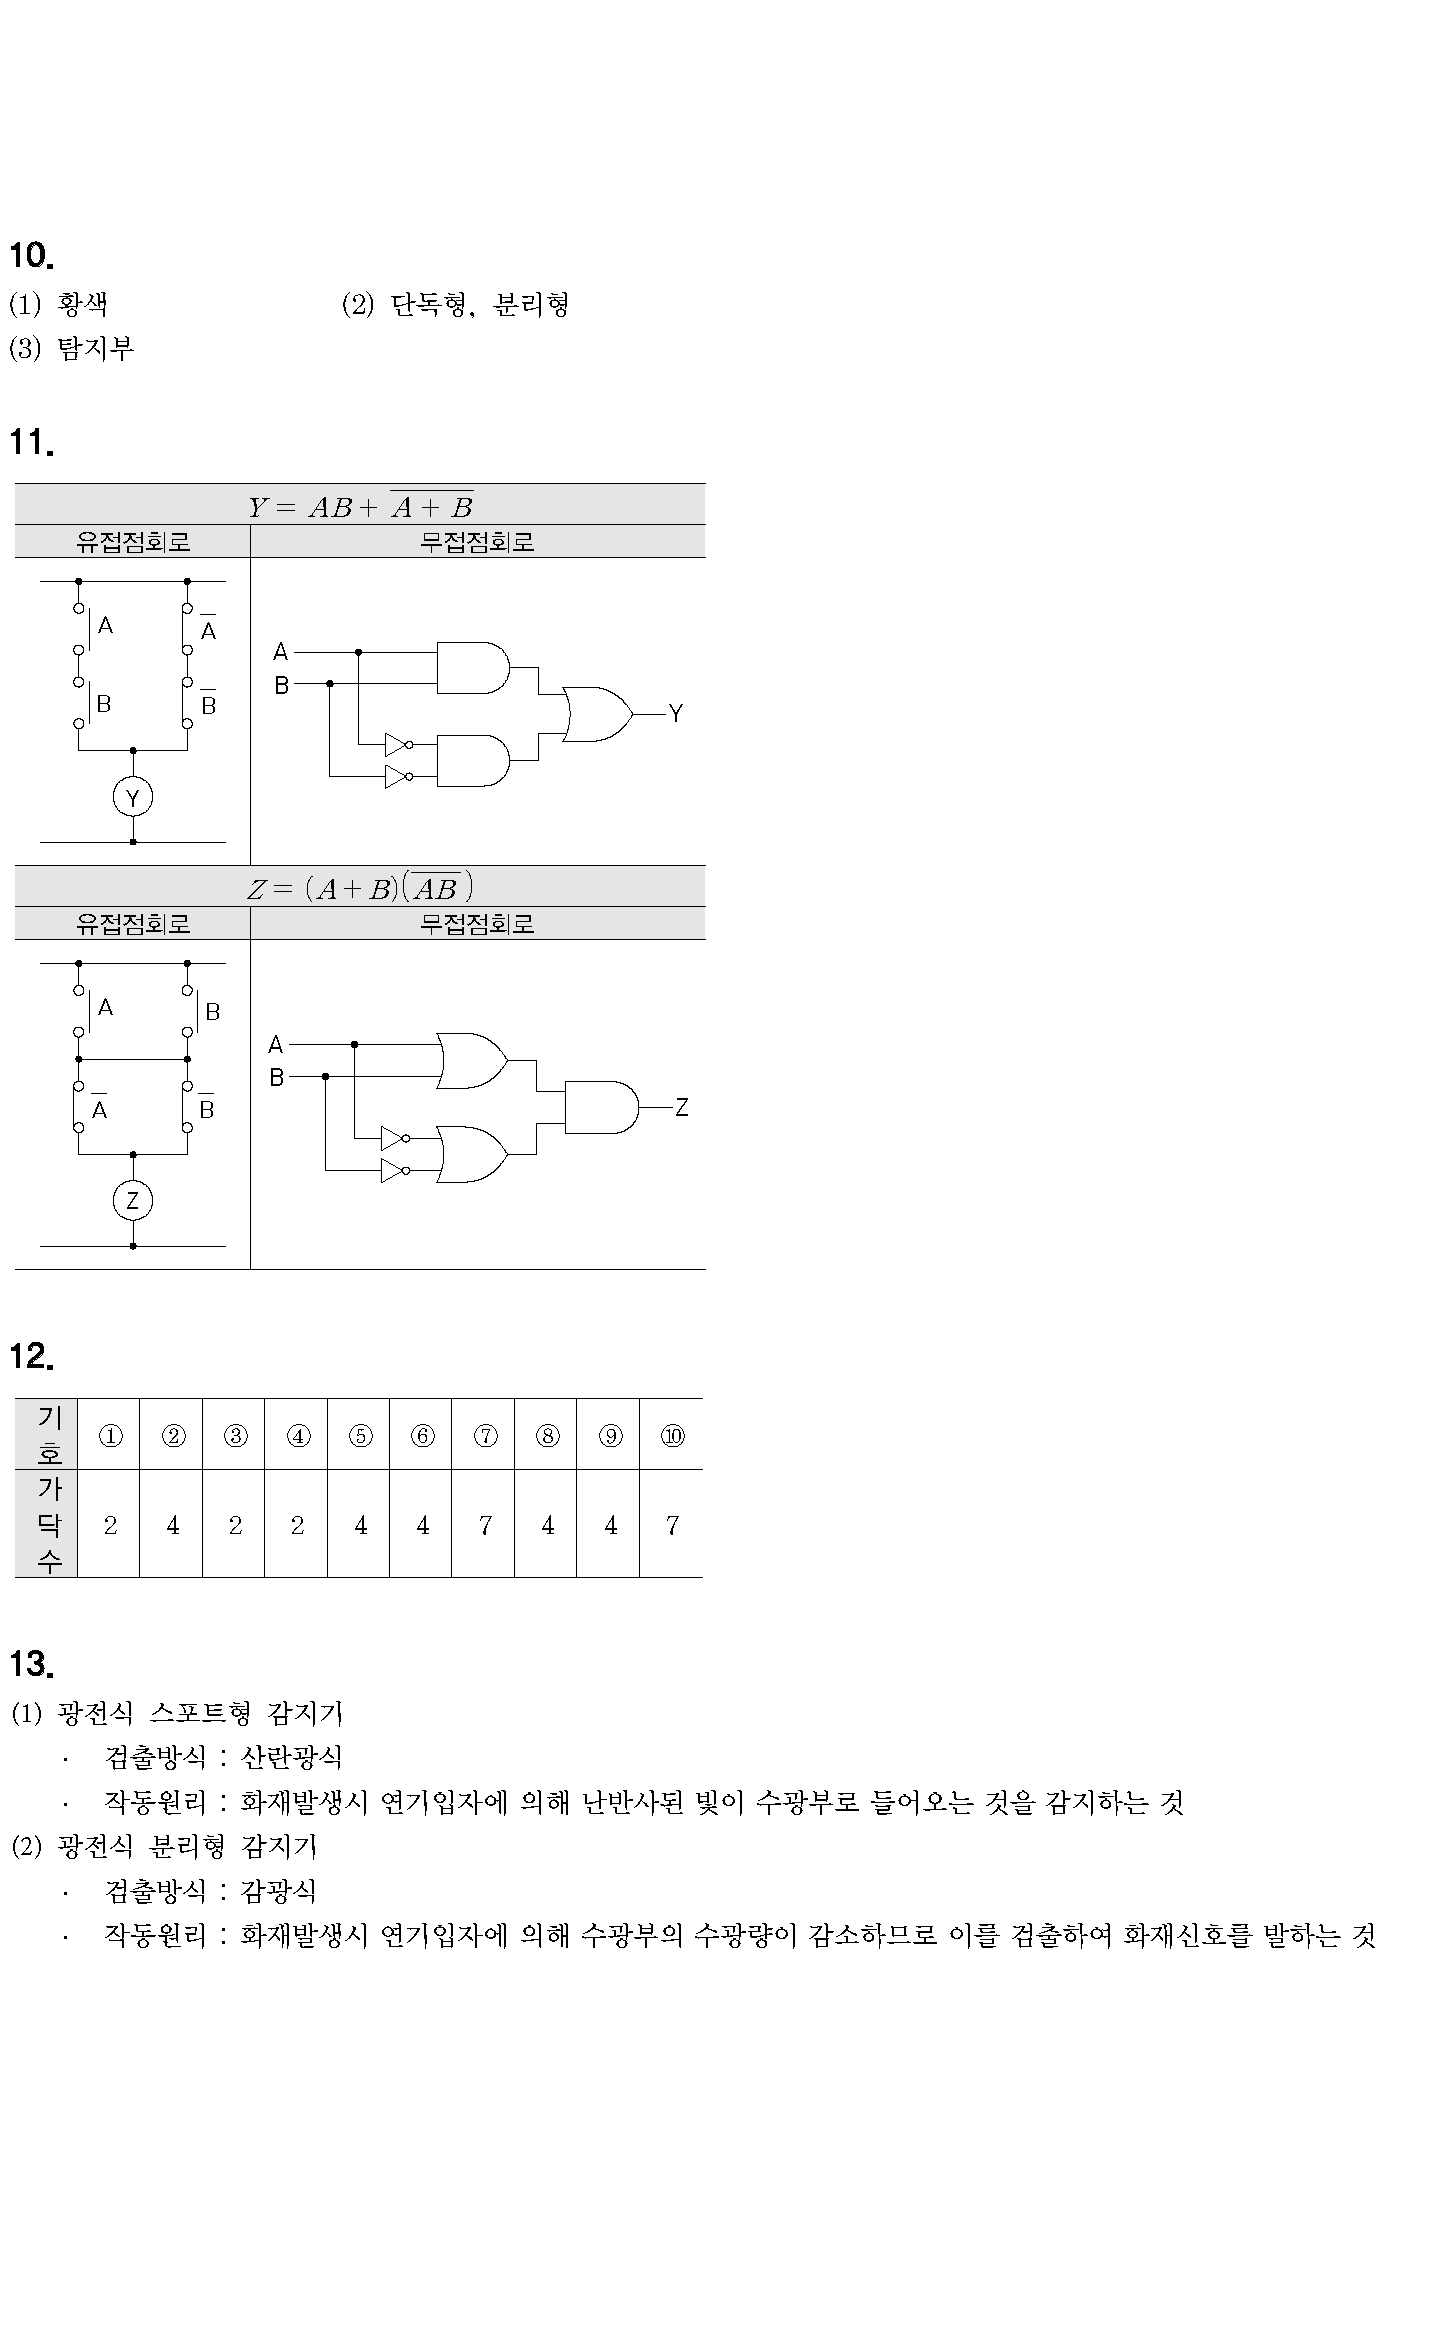 10.
(1) 황색 (2) 단독형, 분리형
(3) 탐지부
11.
Y = AB + \overline{A + B}
유접점회로 무접점회로
A \overline{A}
B \overline{B}
Y
A
B
Y
Z = (A + B)(\overline{AB})
유접점회로 무접점회로
A B
\overline{A} \overline{B}
Z
A
B
Z
12.
기호 ① ② ③ ④ ⑤ ⑥ ⑦ ⑧ ⑨ ⑩
가닥수 2 4 2 2 4 4 7 4 4 7
13.
(1) 광전식 스포트형 감지기
· 검출방식 : 산란광식
· 작동원리 : 화재발생시 연기입자에 의해 난반사된 빛이 수광부로 들어오는 것을 감지하는 것
(2) 광전식 분리형 감지기
· 검출방식 : 감광식
· 작동원리 : 화재발생시 연기입자에 의해 수광부의 수광량이 감소하므로 이를 검출하여 화재신호를 발하는 것